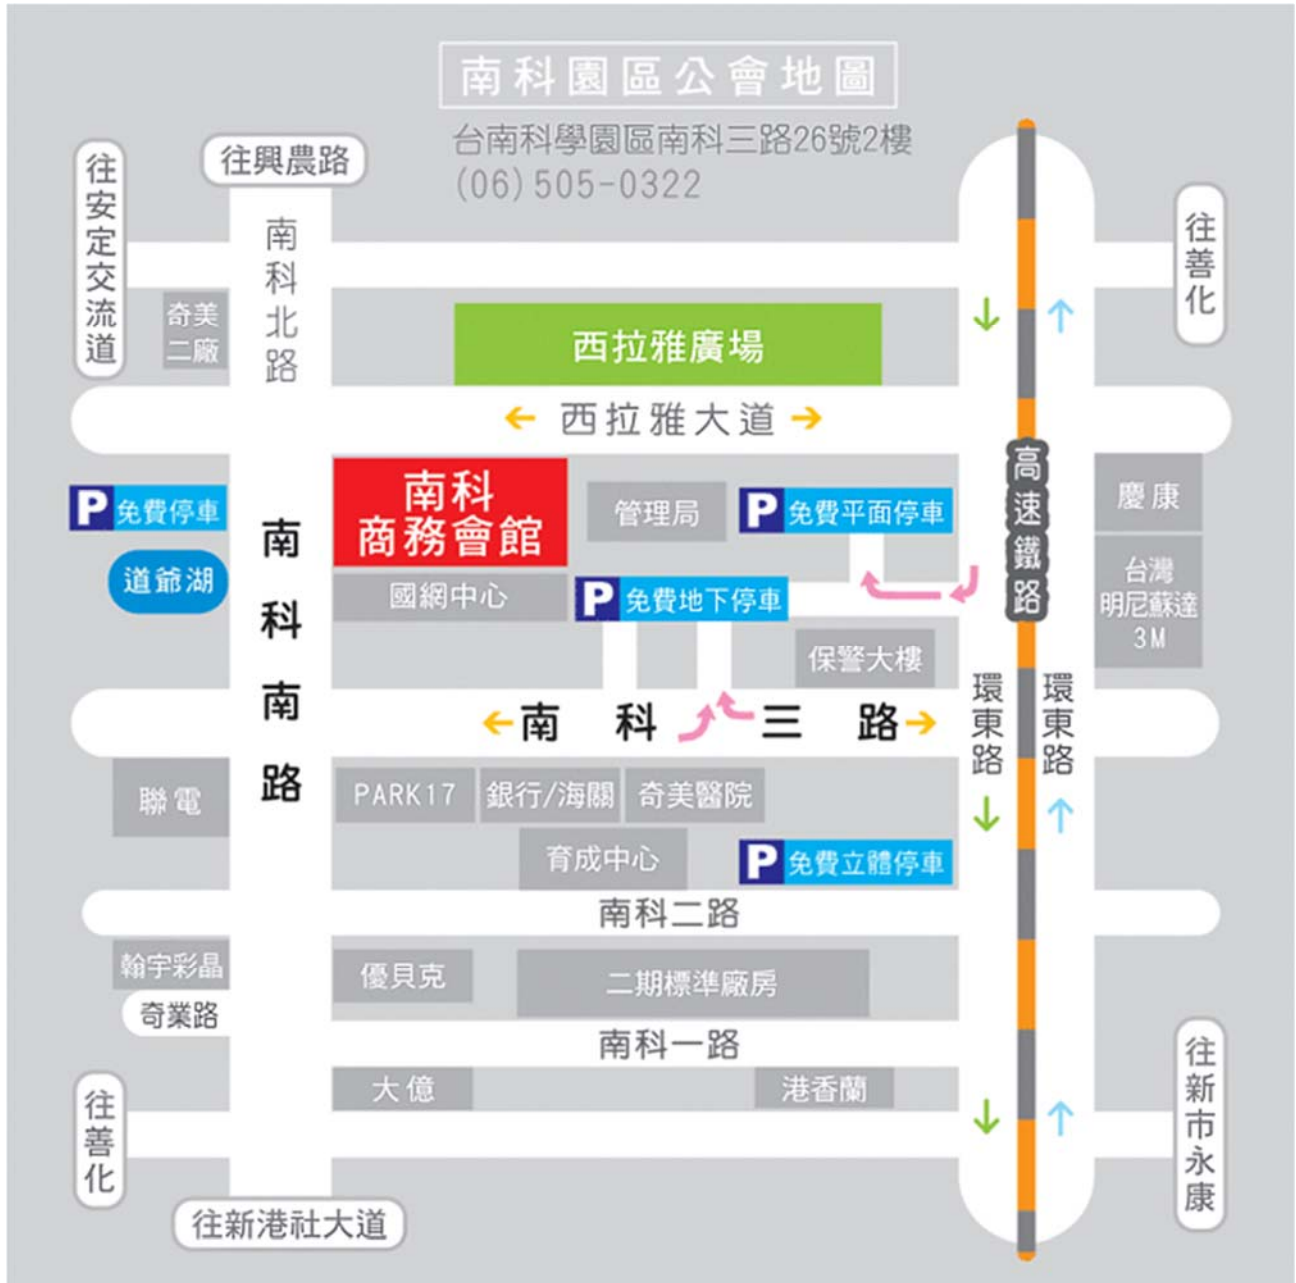 南科園區公會地圖
台南科學園區南科三路26號2樓
(06)505-0322
往安定交流道
往興農路
往善化
南科北路
奇美
二廠
西拉雅廣場
← 西拉雅大道 →
高速鐵路
P 免費停車
道爺湖
南科南路
南科
商務會館
管理局
P 免費平面停車
慶康
國網中心
P 免費地下停車
台灣
明尼蘇達
3M
保警大樓
←南科三路→
環東路
環東路
聯電
PARK17
銀行/海關
奇美醫院
育成中心
P 免費立體停車
南科二路
翰宇彩晶
奇業路
優貝克
二期標準廠房
南科一路
大億
港香蘭
往善化
往新市永康
往新港社大道